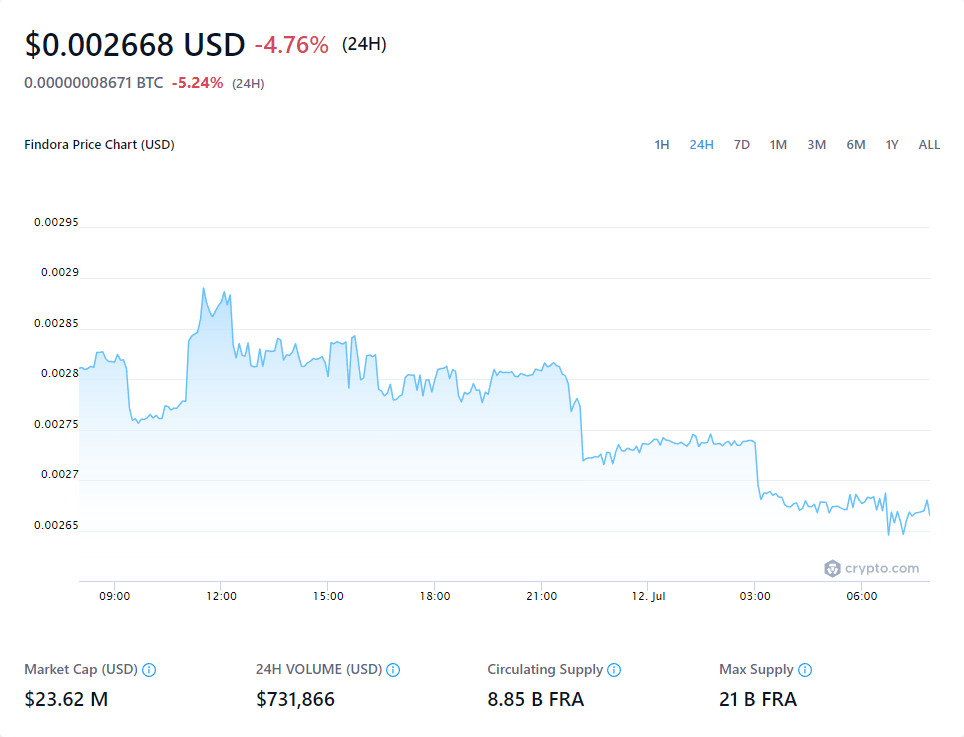 $0.002668 USD -4.76% (24H)
0.00000008671 BTC -5.24% (24H)
Findora Price Chart (USD) 1H 24H 7D 1M 3M 6M 1Y ALL
0.00295
0.0029
0.00285
0.0028
0.00275
0.0027
0.00265
crypto.com
09:00 12:00 15:00 18:00 21:00 12. Jul 03:00 06:00
Market Cap (USD) 24H VOLUME (USD) Circulating Supply Max Supply
$23.62 M $731,866 8.85 B FRA 21 B FRA